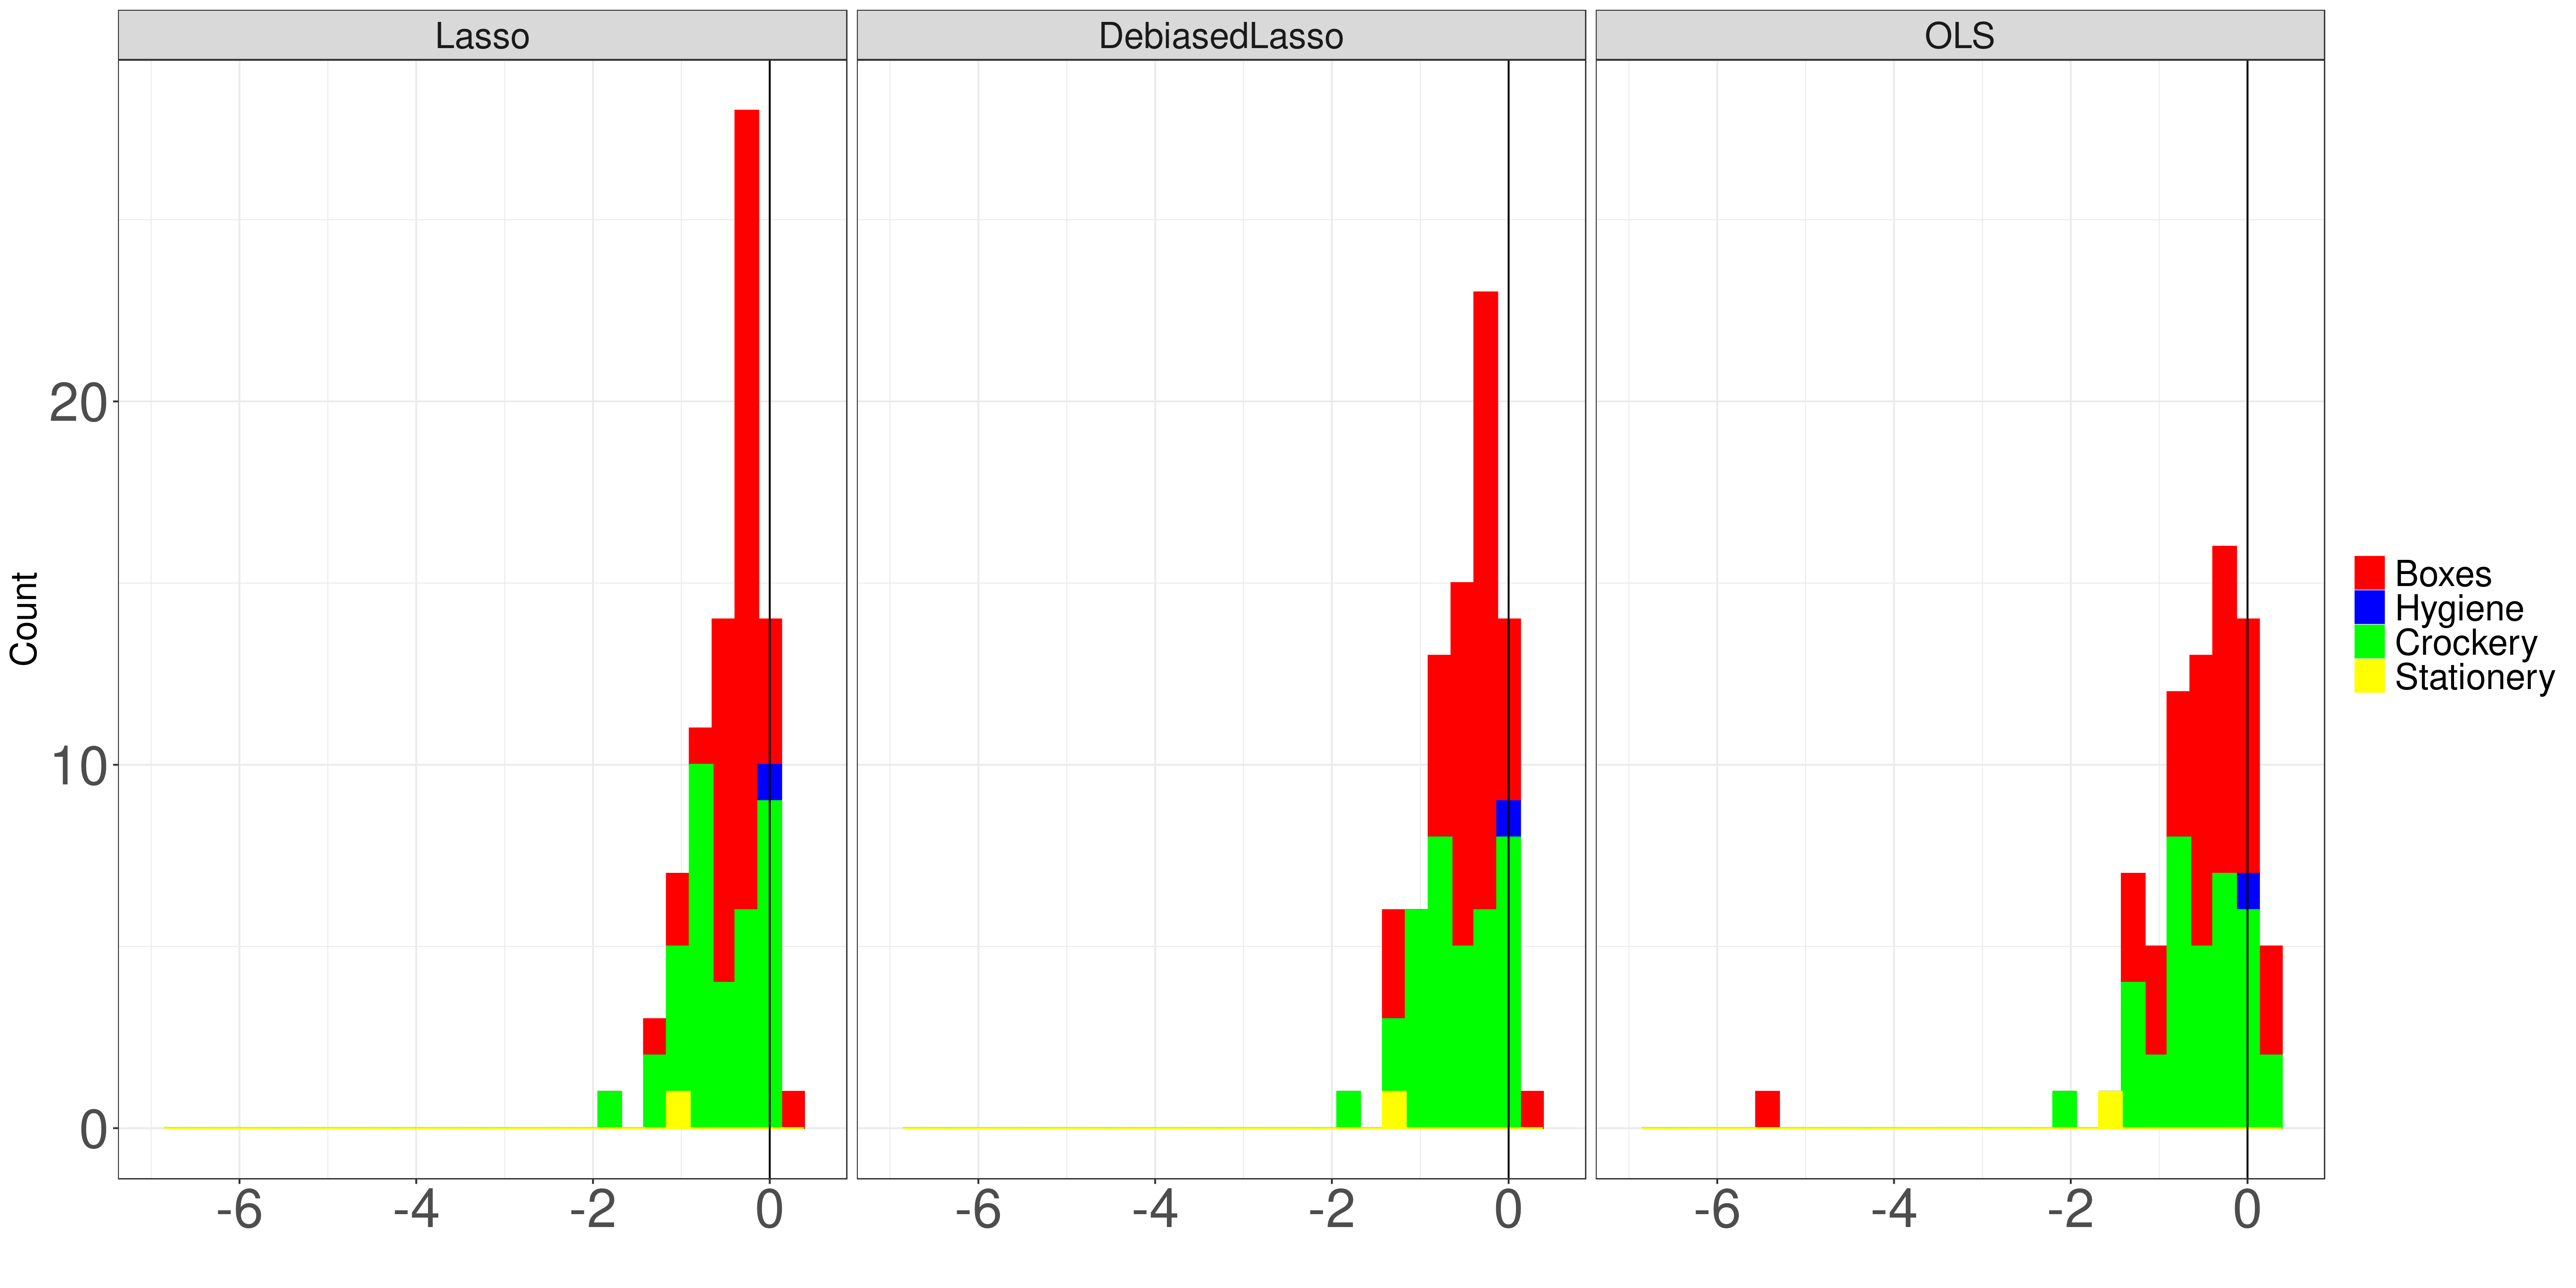 Lasso DebiasedLasso OLS
Count
20
10
0
-6 -4 -2 0 -6 -4 -2 0 -6 -4 -2 0
Boxes
Hygiene
Crockery
Stationery